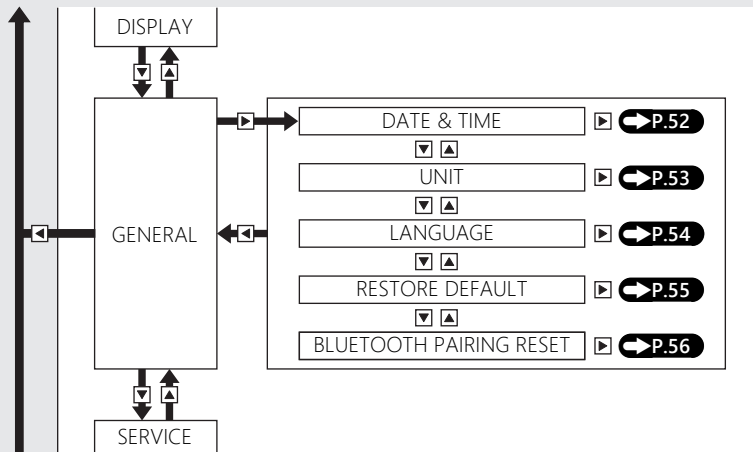 DISPLAY
DATE & TIME P.52
UNIT P.53
GENERAL LANGUAGE P.54
RESTORE DEFAULT P.55
BLUETOOTH PAIRING RESET P.56
SERVICE